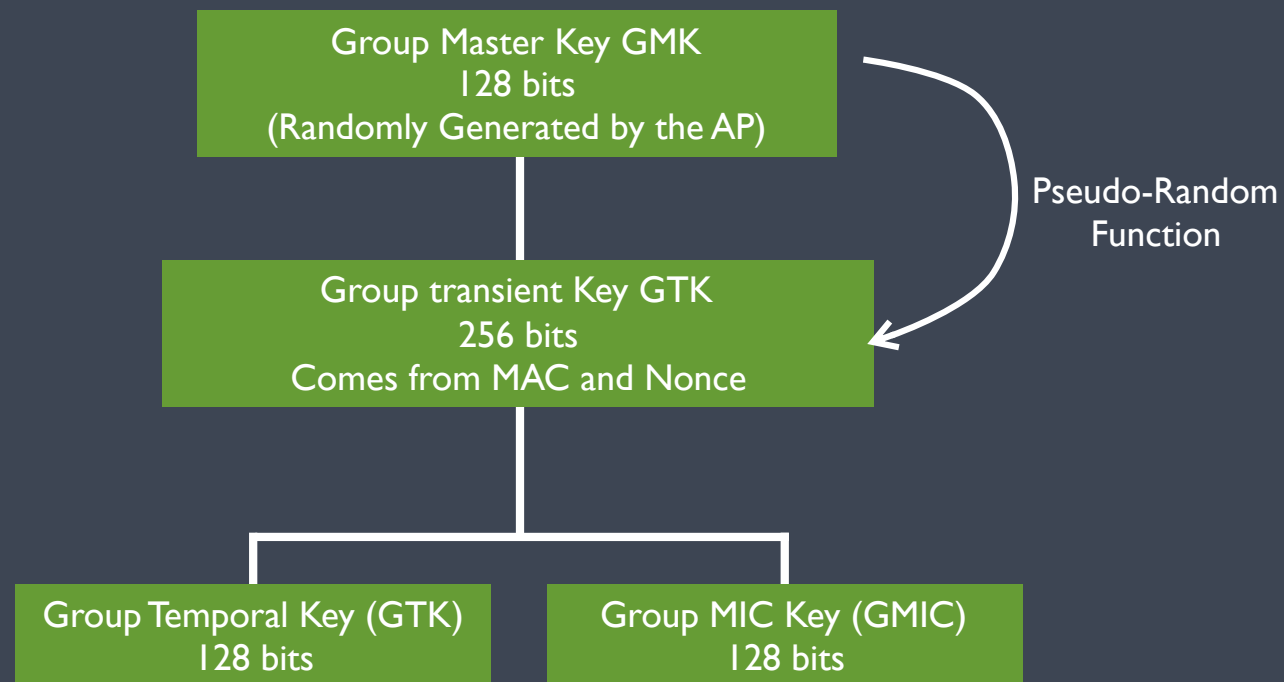 Group Master Key GMK
128 bits
(Randomly Generated by the AP)
Pseudo-Random
Function
Group transient Key GTK
256 bits
Comes from MAC and Nonce
Group Temporal Key (GTK)
128 bits
Group MIC Key (GMIC)
128 bits